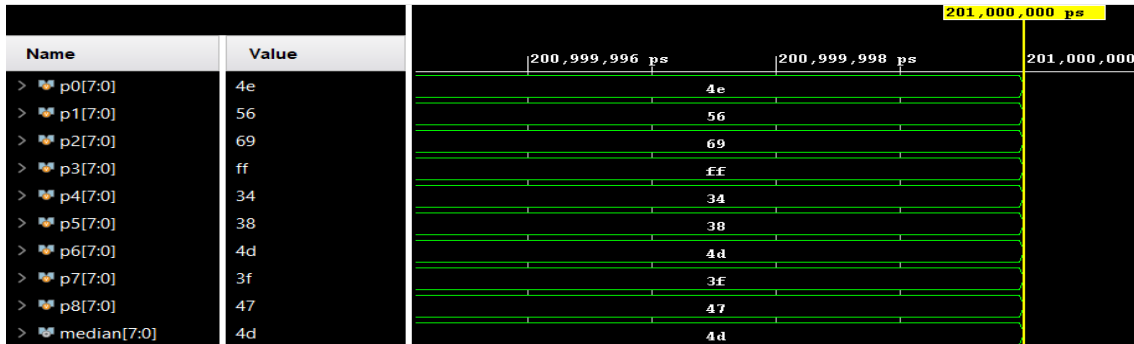 201,000,000 ps
Name Value
200,999,996 ps 200,999,998 ps 201,000,000
p0[7:0] 4e 4e
p1[7:0] 56 56
p2[7:0] 69 69
p3[7:0] ff ff
p4[7:0] 34 34
p5[7:0] 38 38
p6[7:0] 4d 4d
p7[7:0] 3f 3f
p8[7:0] 47 47
median[7:0] 4d 4d